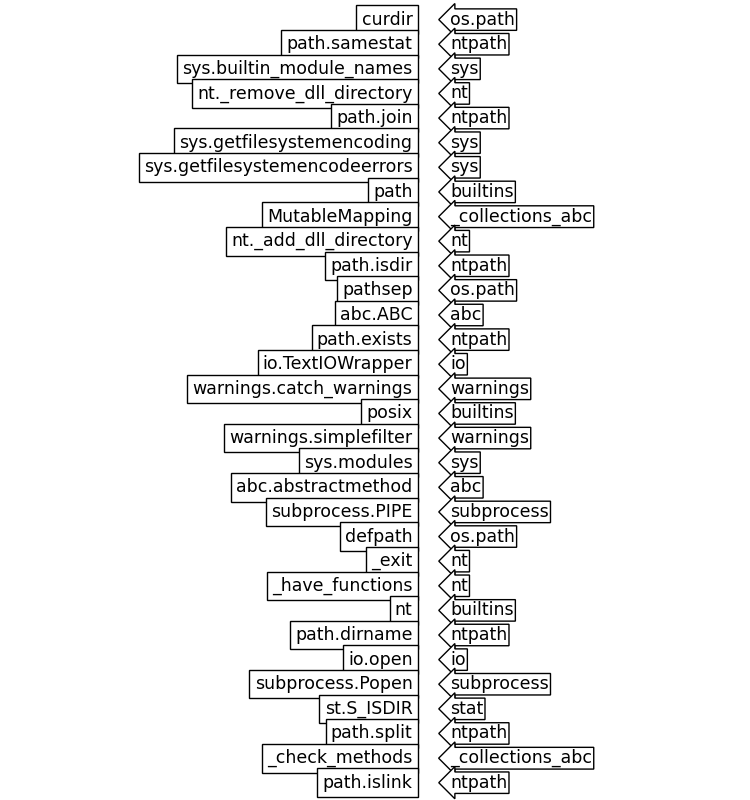 curdir os.path
path.samestat ntpath
sys.builtin_module_names sys
nt._remove_dll_directory nt
path.join ntpath
sys.getfilesystemencoding sys
sys.getfilesystemencodeerrors sys
path builtins
MutableMapping _collections_abc
nt._add_dll_directory nt
path.isdir ntpath
pathsep os.path
abc.ABC abc
path.exists ntpath
io.TextIOWrapper io
warnings.catch_warnings warnings
posix builtins
warnings.simplefilter warnings
sys.modules sys
abc.abstractmethod abc
subprocess.PIPE subprocess
defpath os.path
_exit nt
_have_functions nt
nt builtins
path.dirname ntpath
io.open io
subprocess.Popen subprocess
st.S_ISDIR stat
path.split ntpath
_check_methods _collections_abc
path.islink ntpath